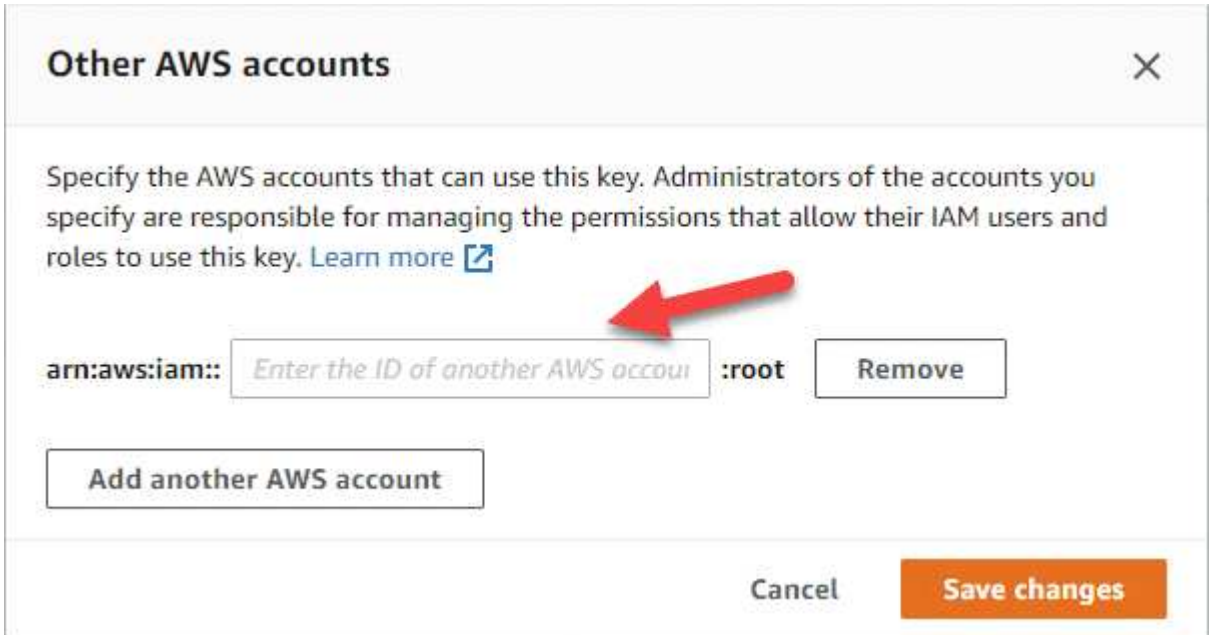 Other AWS accounts
Specify the AWS accounts that can use this key. Administrators of the accounts you
specify are responsible for managing the permissions that allow their IAM users and
roles to use this key. Learn more
arn:aws:iam:: Enter the ID of another AWS accou :root Remove
Add another AWS account
Cancel Save changes